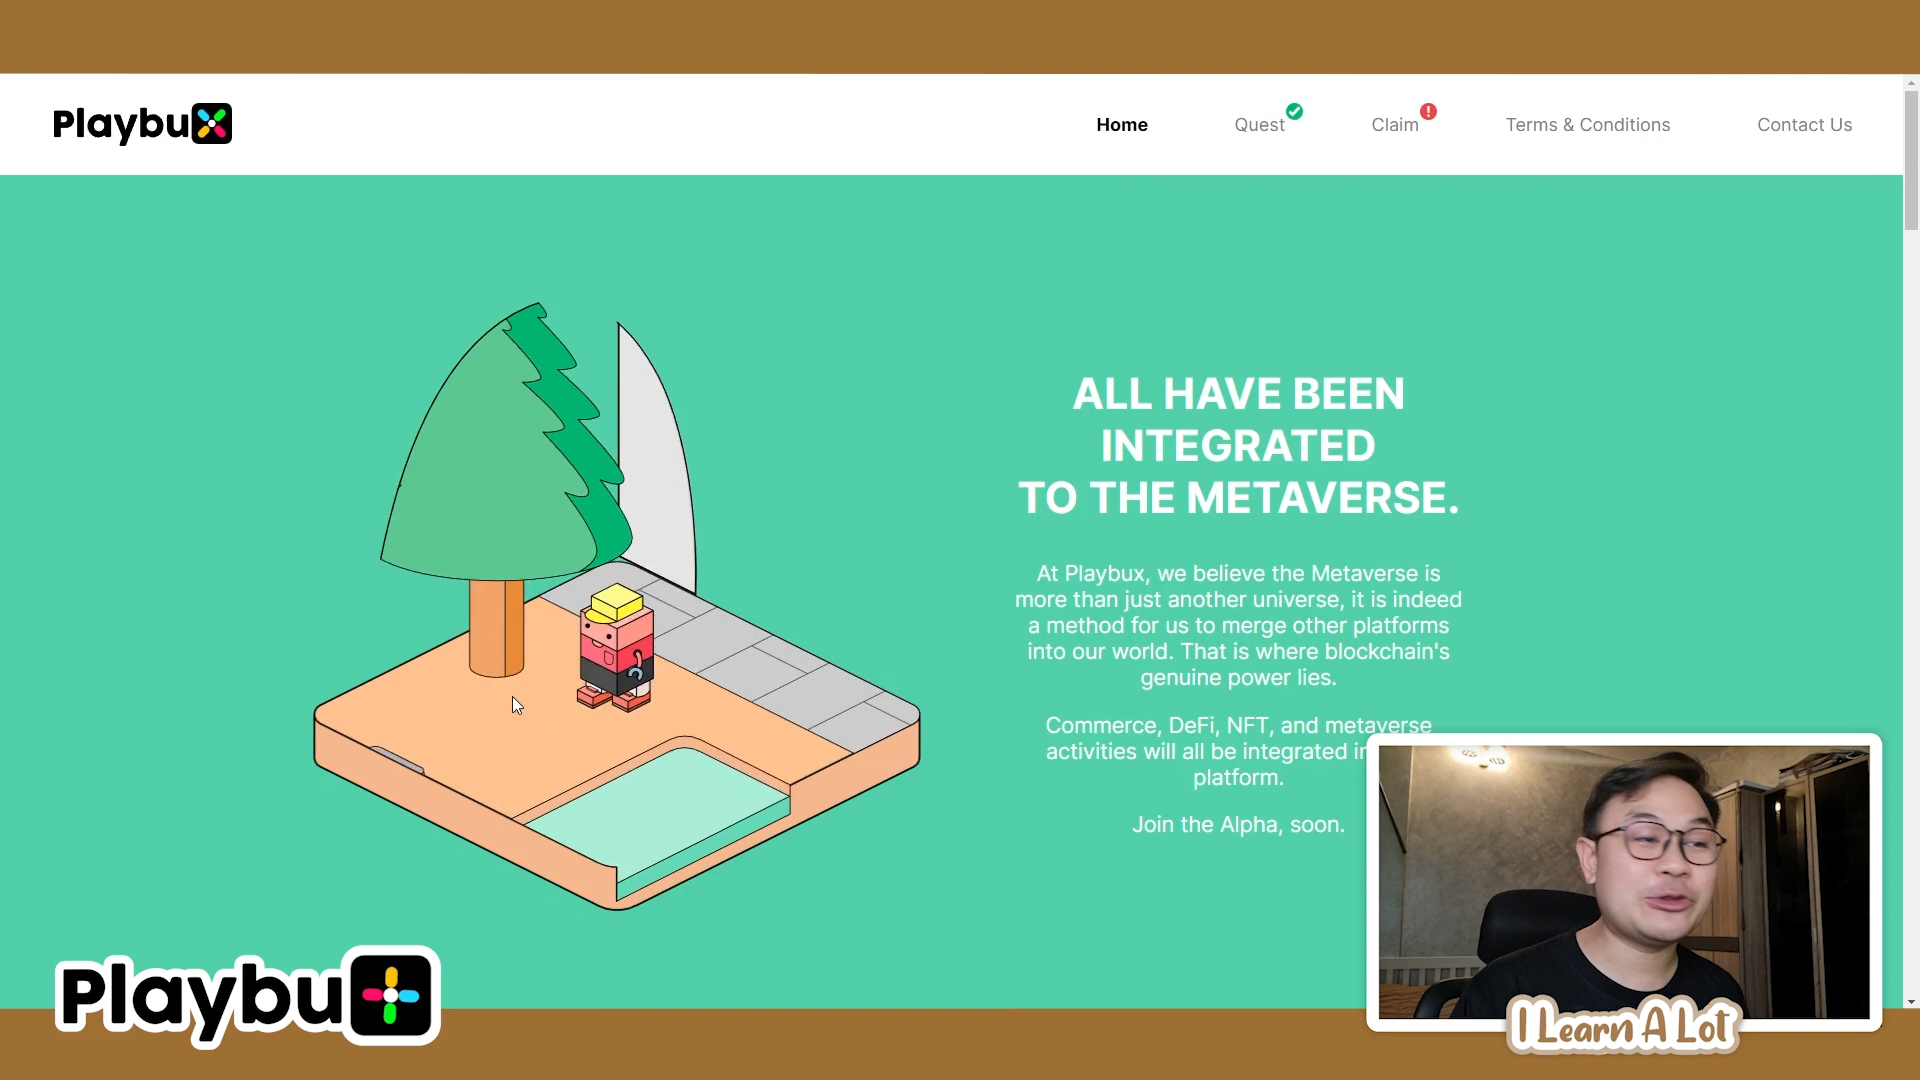 Playbux
Home
Quest
Claim
Terms & Conditions
Contact Us
ALL HAVE BEEN
INTEGRATED
TO THE METAVERSE.
At Playbux, we believe the Metaverse is
more than just another universe, it is indeed
a method for us to merge other platforms
into our world. That is where blockchain's
genuine power lies.
Commerce, DeFi, NFT, and metaverse
activities will all be integrated in
platform.
Join the Alpha, soon.
Playbux
I Learn A Lot